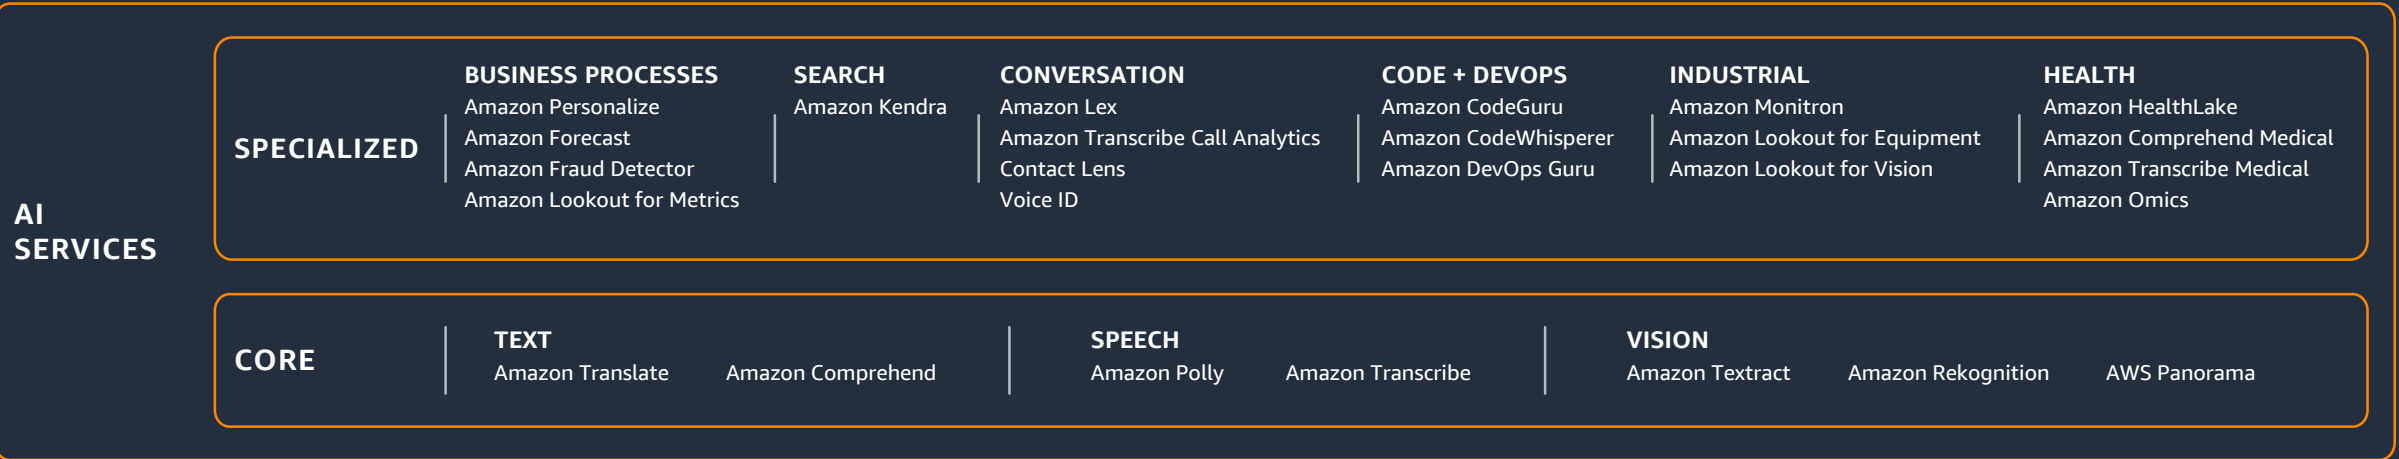 AI
SERVICES
SPECIALIZED
BUSINESS PROCESSES
Amazon Personalize
Amazon Forecast
Amazon Fraud Detector
Amazon Lookout for Metrics
SEARCH
Amazon Kendra
CONVERSATION
Amazon Lex
Amazon Transcribe Call Analytics
Contact Lens
Voice ID
CODE + DEVOPS
Amazon CodeGuru
Amazon CodeWhisperer
Amazon DevOps Guru
INDUSTRIAL
Amazon Monitron
Amazon Lookout for Equipment
Amazon Lookout for Vision
HEALTH
Amazon HealthLake
Amazon Comprehend Medical
Amazon Transcribe Medical
Amazon Omics
CORE
TEXT
Amazon Translate
Amazon Comprehend
SPEECH
Amazon Polly
Amazon Transcribe
VISION
Amazon Textract
Amazon Rekognition
AWS Panorama